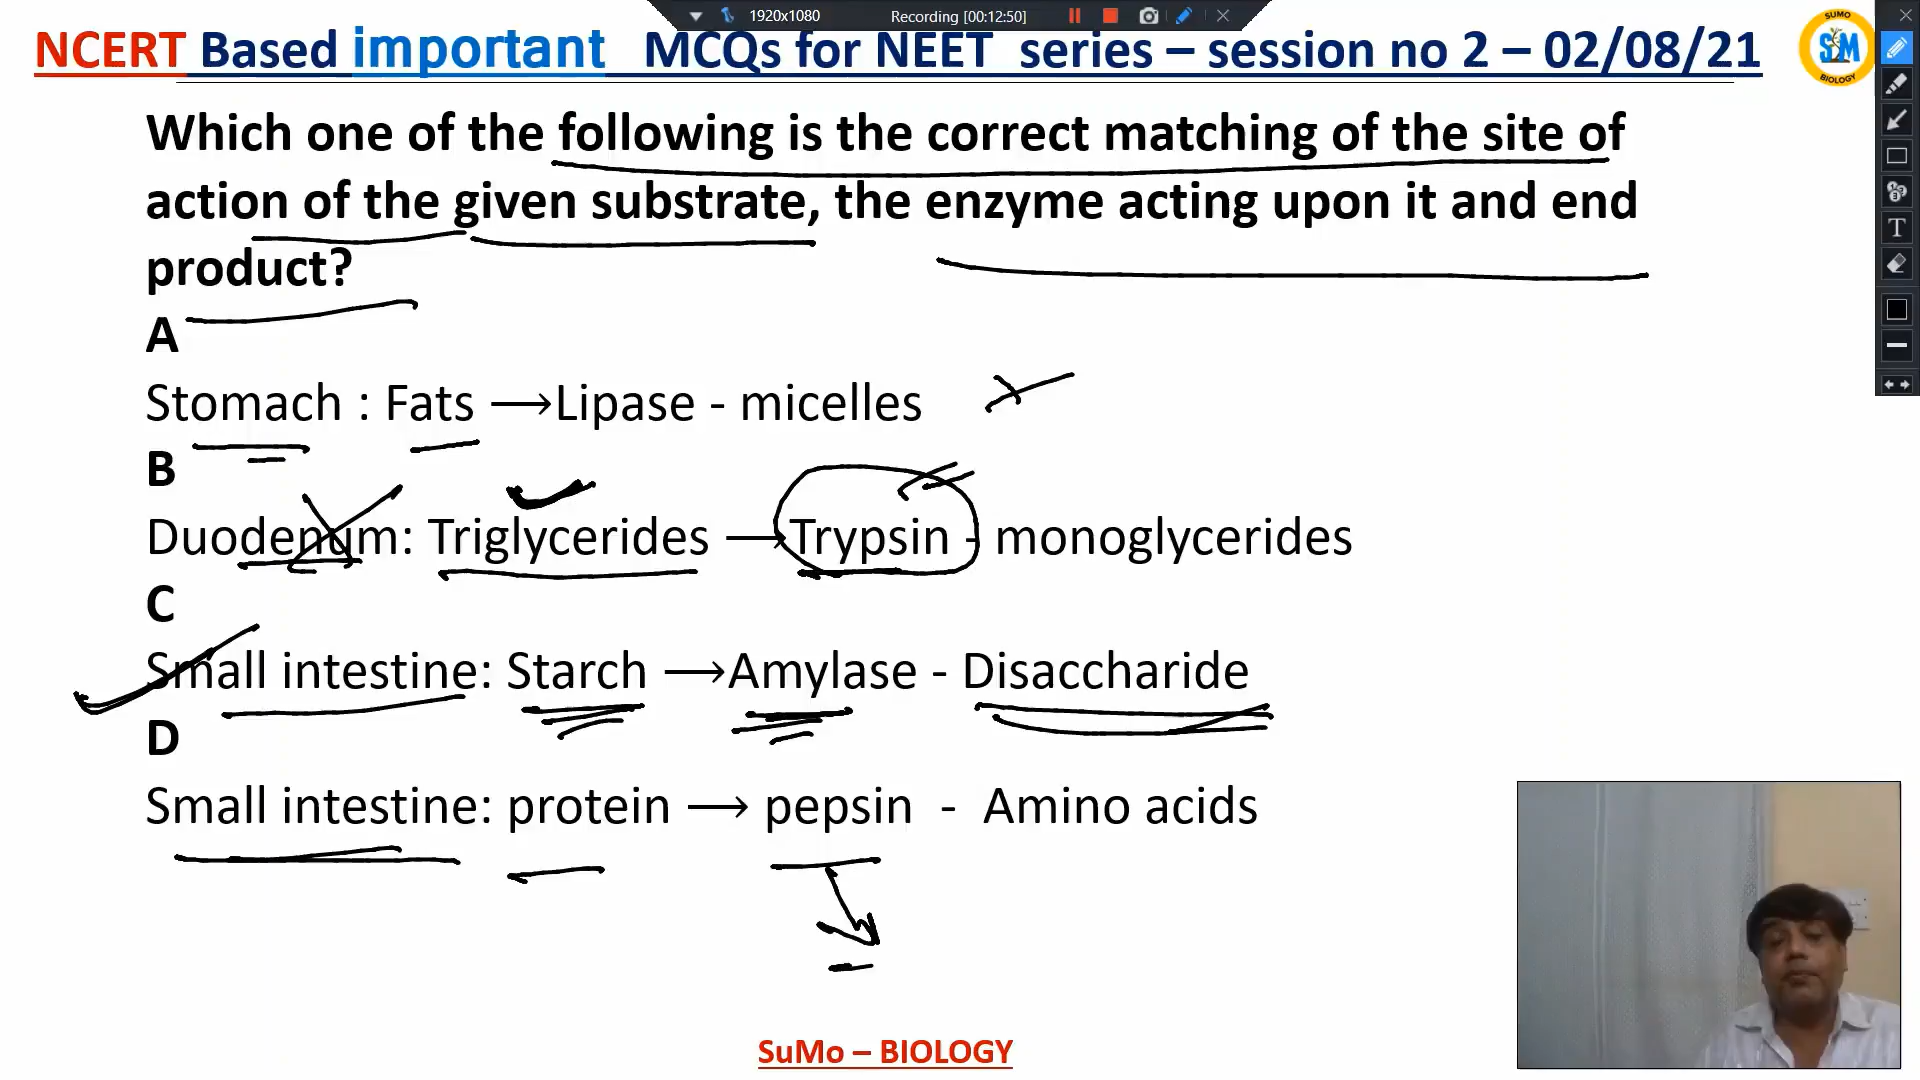 1920x1080 Recording [00:12:50]
NCERT Based important MCQs for NEET series – session no 2 – 02/08/21
SUMO
SM
BIOLOGY
Which one of the following is the correct matching of the site of
action of the given substrate, the enzyme acting upon it and end
product?
A
Stomach : Fats ⟶Lipase - micelles
B
Duodenum: Triglycerides ⟶Trypsin - monoglycerides
C
Small intestine: Starch ⟶Amylase - Disaccharide
D
Small intestine: protein ⟶ pepsin - Amino acids
SuMo – BIOLOGY